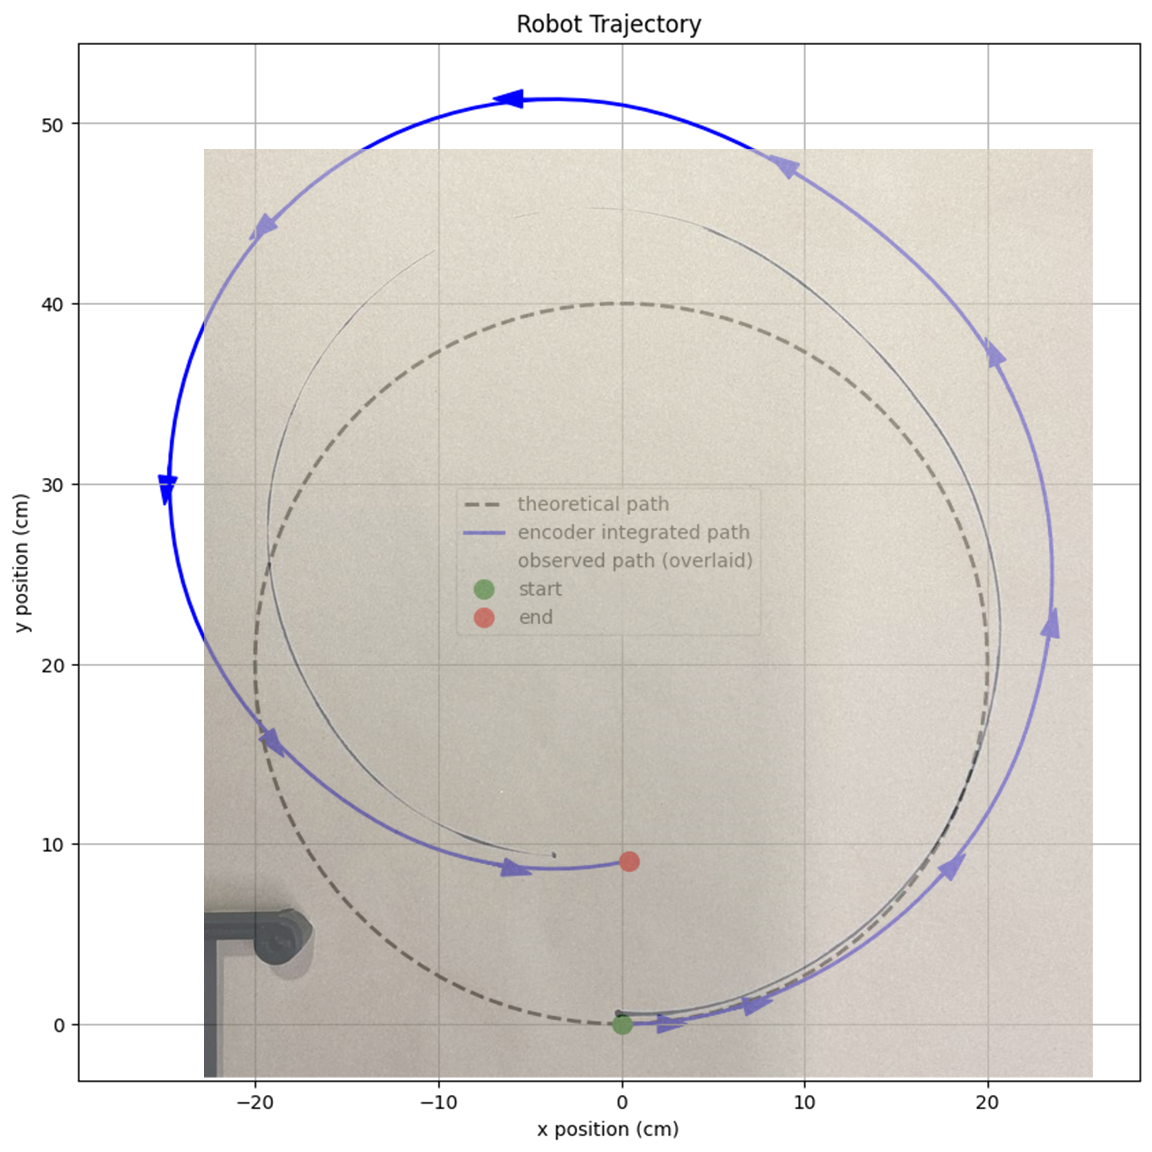 Robot Trajectory
50
40
30
20
10
0
y position (cm)
theoretical path
encoder integrated path
observed path (overlaid)
start
end
−20
−10
0
10
20
x position (cm)